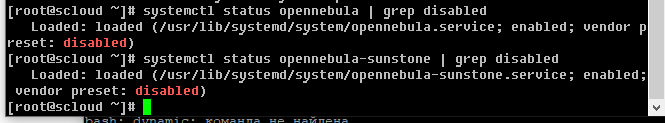 [root@scloud ~]# systemctl status opennebula | grep disabled
   Loaded: loaded (/usr/lib/systemd/system/opennebula.service; enabled; vendor p
reset: disabled)
[root@scloud ~]# systemctl status opennebula-sunstone | grep disabled
   Loaded: loaded (/usr/lib/systemd/system/opennebula-sunstone.service; enabled;
 vendor preset: disabled)
[root@scloud ~]#
bash: dynamic: команда не найдена